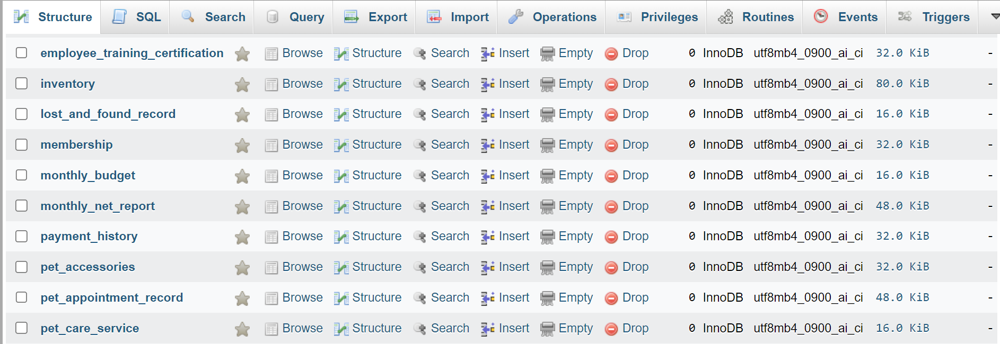 Structure SQL Search Query Export Import Operations Privileges Routines Events Triggers
employee_training_certification Browse Structure Search Insert Empty Drop 0 InnoDB utf8mb4_0900_ai_ci 32.0 KiB -
inventory Browse Structure Search Insert Empty Drop 0 InnoDB utf8mb4_0900_ai_ci 80.0 KiB -
lost_and_found_record Browse Structure Search Insert Empty Drop 0 InnoDB utf8mb4_0900_ai_ci 16.0 KiB -
membership Browse Structure Search Insert Empty Drop 0 InnoDB utf8mb4_0900_ai_ci 32.0 KiB -
monthly_budget Browse Structure Search Insert Empty Drop 0 InnoDB utf8mb4_0900_ai_ci 16.0 KiB -
monthly_net_report Browse Structure Search Insert Empty Drop 0 InnoDB utf8mb4_0900_ai_ci 48.0 KiB -
payment_history Browse Structure Search Insert Empty Drop 0 InnoDB utf8mb4_0900_ai_ci 32.0 KiB -
pet_accessories Browse Structure Search Insert Empty Drop 0 InnoDB utf8mb4_0900_ai_ci 32.0 KiB -
pet_appointment_record Browse Structure Search Insert Empty Drop 0 InnoDB utf8mb4_0900_ai_ci 48.0 KiB -
pet_care_service Browse Structure Search Insert Empty Drop 0 InnoDB utf8mb4_0900_ai_ci 16.0 KiB -